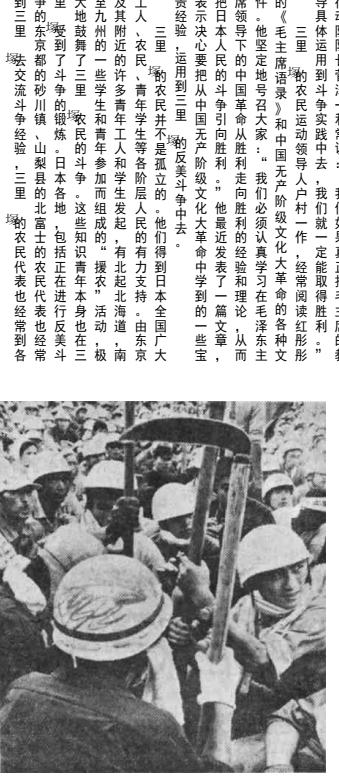 导具体运用到斗争实践中去，我们就一定能取得胜利。”
三里塚的农民运动领导人户村一作，经常阅读红彤彤
的《毛主席语录》和中国无产阶级文化大革命的各种文
件。他坚定地号召大家：“我们必须认真学习在毛泽东主
席领导下的中国革命从胜利走向胜利的经验和理论，从而
把日本人民的斗争引向胜利。”他最近发表了一篇文章，
表示决心要把从中国无产阶级文化大革命中学到的一些宝
贵经验，运用到三里塚的反美斗争中去。
三里塚的农民并不是孤立的。他们得到日本全国广大
工人、农民、青年学生等各阶层人民的有力支持。由东京
及其附近的许多青年工人和学生发起，有北起北海道，南
至九州的一些学生和青年参加而组成的“援农”活动，极
大地鼓舞了三里塚农民的斗争。这些知识青年本身也在三
里塚受到了斗争的锻炼。日本各地，包括正在进行反美斗
争的东京都的砂川镇、山梨县的北富士的农民代表也经常
到三里塚去交流斗争经验，三里塚的农民代表也经常到各